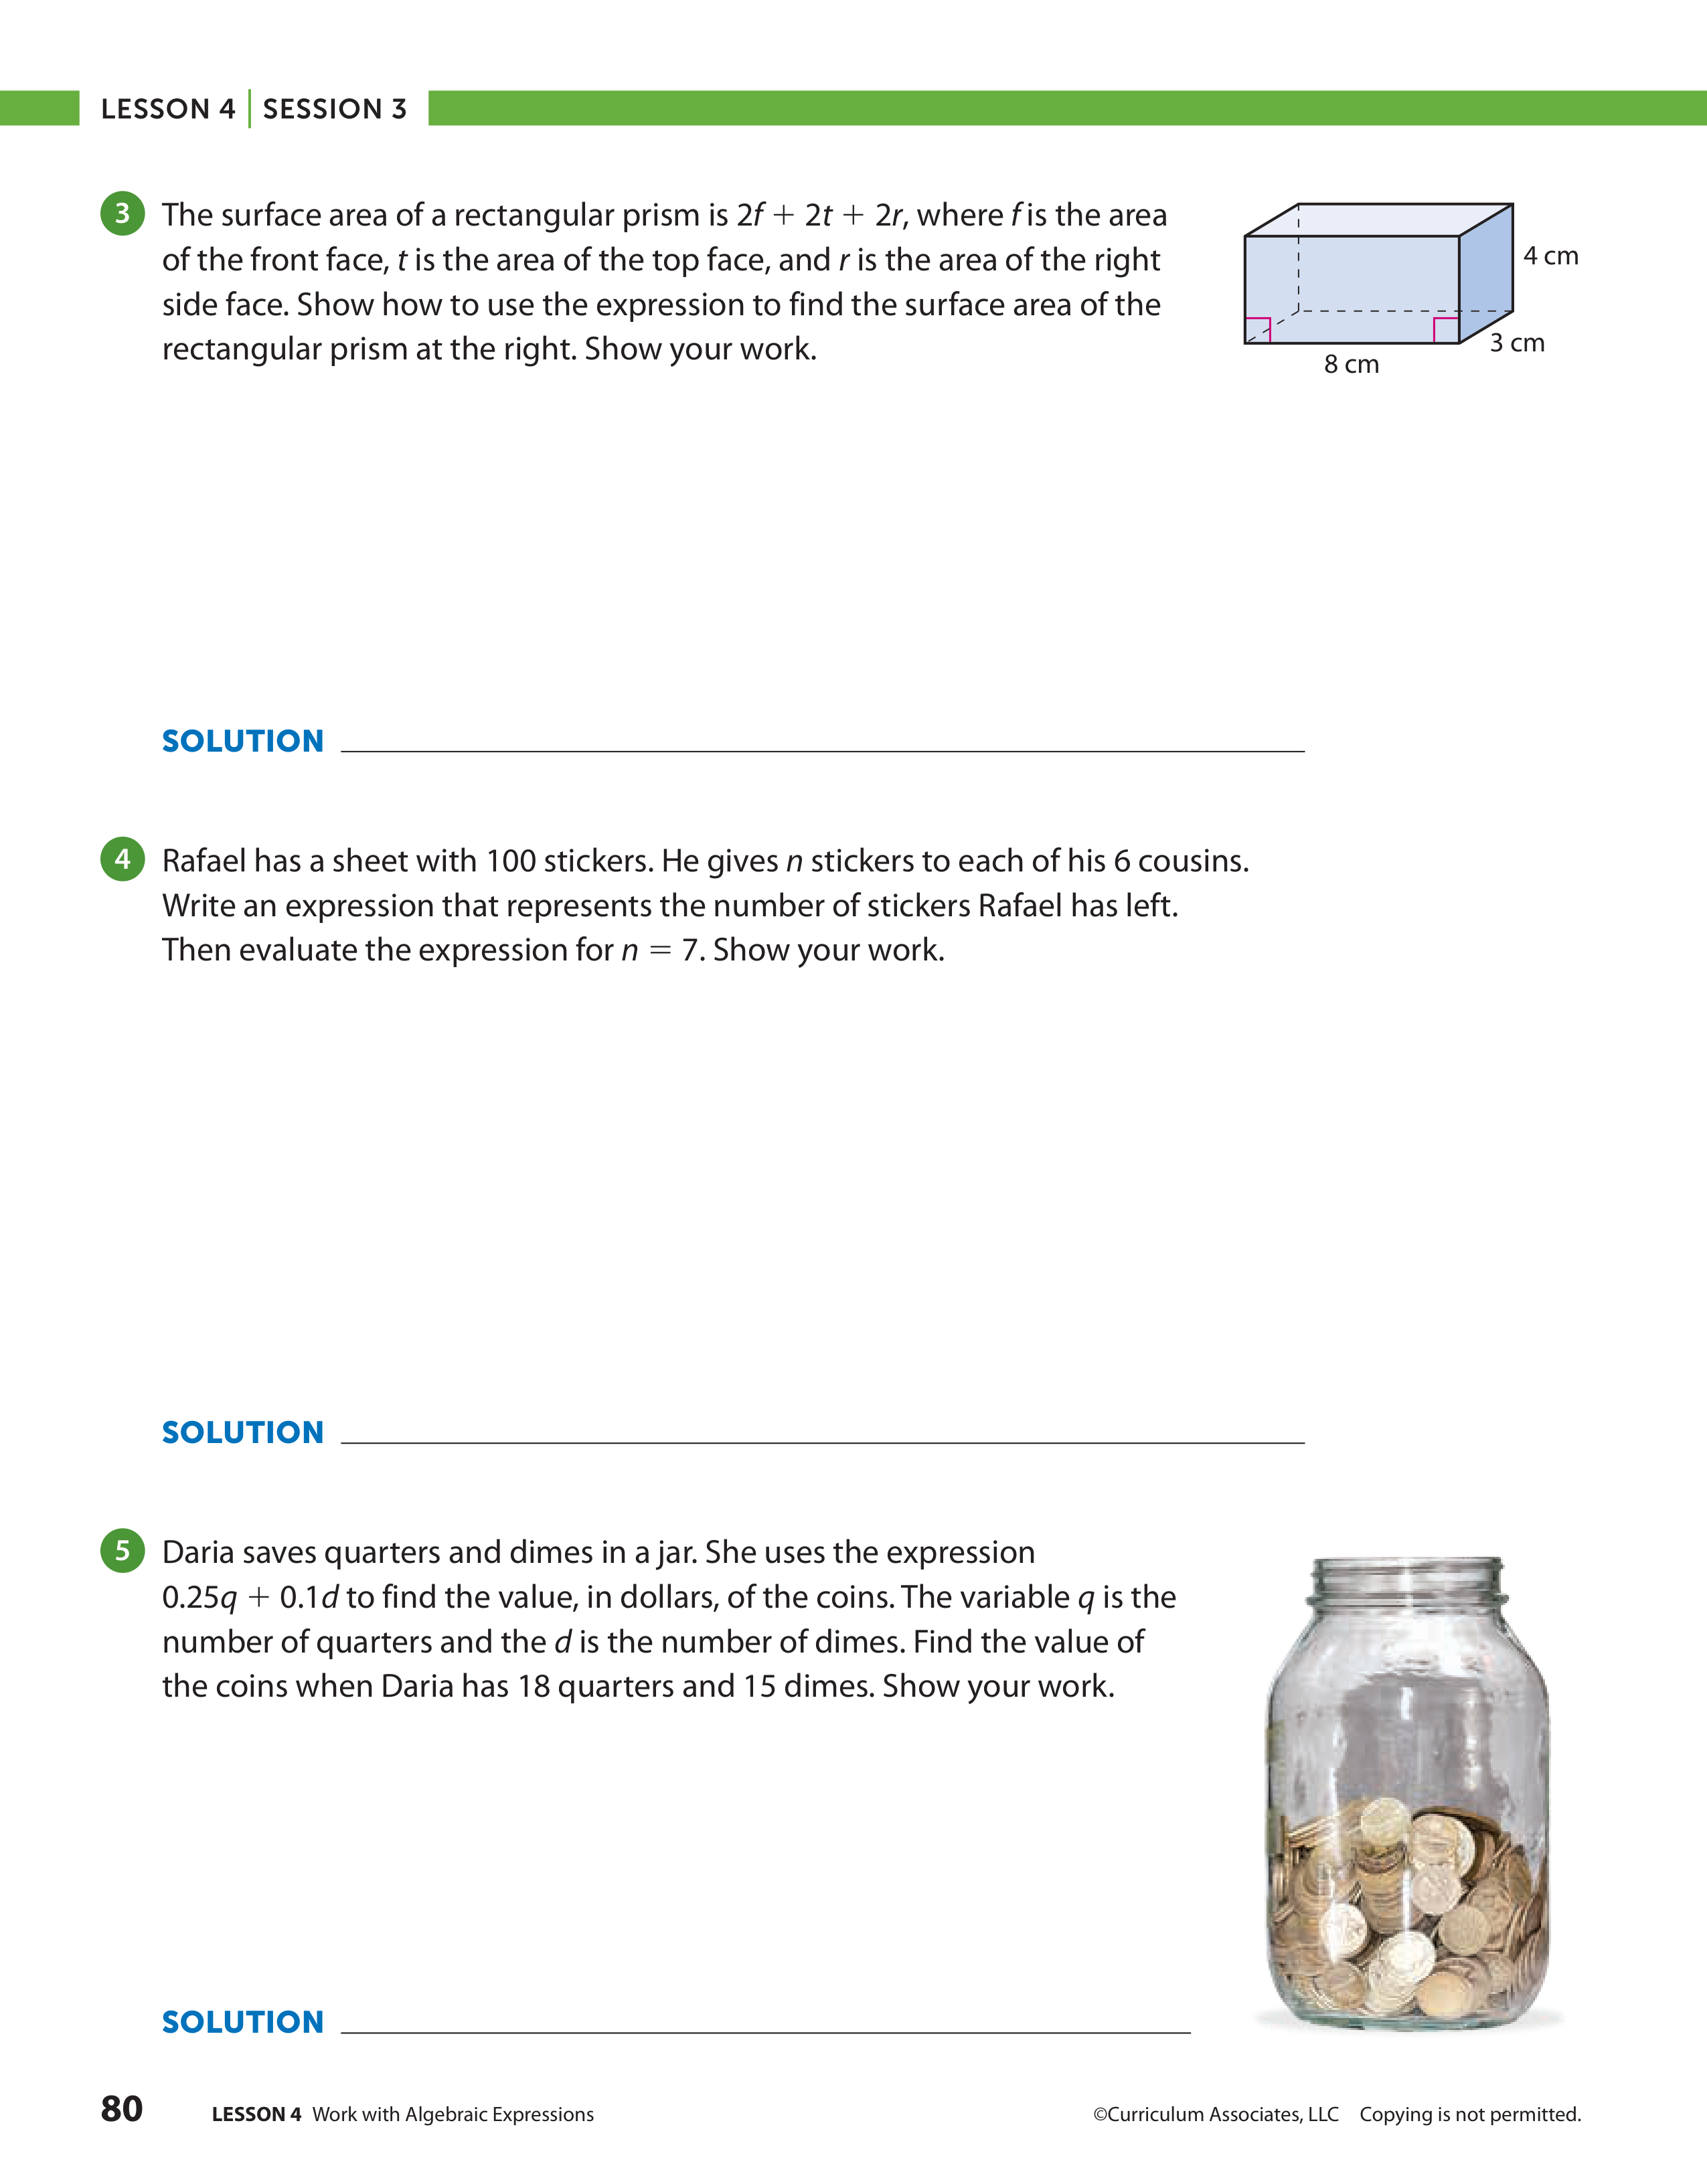 LESSON 4 | SESSION 3
3 The surface area of a rectangular prism is 2f + 2t + 2r, where f is the area
of the front face, t is the area of the top face, and r is the area of the right
side face. Show how to use the expression to find the surface area of the
rectangular prism at the right. Show your work.
4 cm
3 cm
8 cm
SOLUTION
4 Rafael has a sheet with 100 stickers. He gives n stickers to each of his 6 cousins.
Write an expression that represents the number of stickers Rafael has left.
Then evaluate the expression for n = 7. Show your work.
SOLUTION
5 Daria saves quarters and dimes in a jar. She uses the expression
0.25q + 0.1d to find the value, in dollars, of the coins. The variable q is the
number of quarters and the d is the number of dimes. Find the value of
the coins when Daria has 18 quarters and 15 dimes. Show your work.
SOLUTION
80 LESSON 4 Work with Algebraic Expressions ©Curriculum Associates, LLC Copying is not permitted.